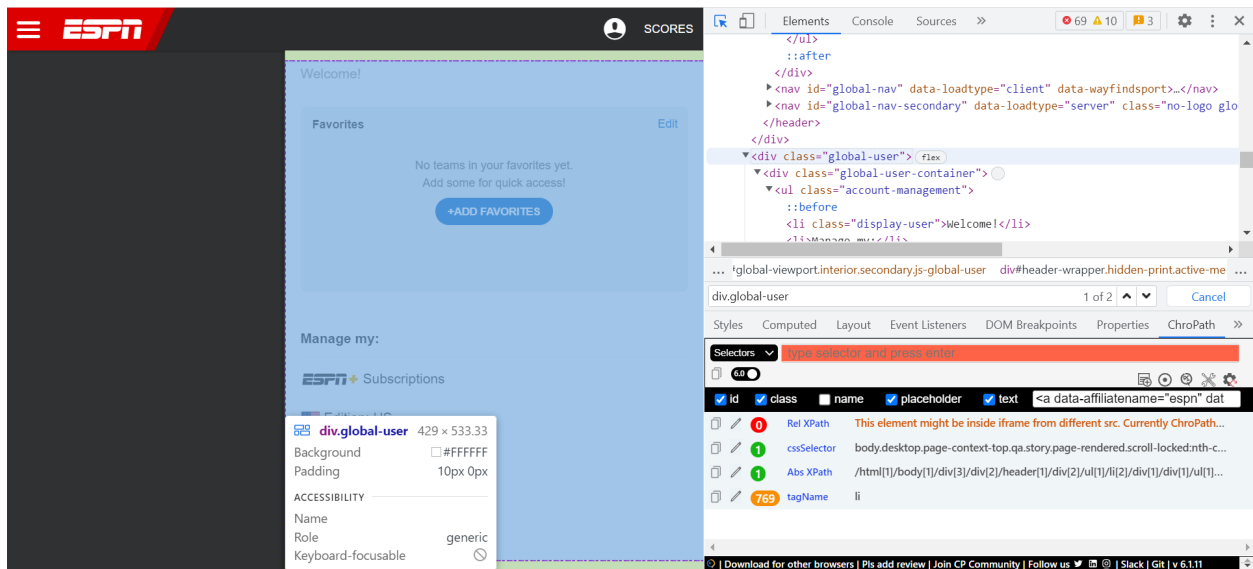 ESPN
SCORES
Welcome!
Favorites
Edit
No teams in your favorites yet.
Add some for quick access!
+ADD FAVORITES
Manage my:
ESPN+ Subscriptions
Edition: US
div.global-user 429 × 533.33
Background #FFFFFF
Padding 10px 0px
ACCESSIBILITY
Name
Role generic
Keyboard-focusable
Elements Console Sources » 69 10 3
</ul>
::after
</div>
<nav id="global-nav" data-loadtype="client" data-wayfindsport>…</nav>
<nav id="global-nav-secondary" data-loadtype="server" class="no-logo glo
</header>
</div>
<div class="global-user"> flex
<div class="global-user-container">
<ul class="account-management">
::before
<li class="display-user">Welcome!</li>
<li>Manage my:</li>
... #global-viewport.interior.secondary.js-global-user div#header-wrapper.hidden-print.active-me ...
div.global-user 1 of 2 Cancel
Styles Computed Layout Event Listeners DOM Breakpoints Properties ChroPath »
Selectors type selector and press enter
6.0
id class name placeholder text <a data-affiliatename="espn" dat
0 Rel XPath This element might be inside iframe from different src. Currently ChroPath...
1 cssSelector body.desktop.page-context-top.qa.story.page-rendered.scroll-locked:nth-c...
1 Abs XPath /html[1]/body[1]/div[3]/div[2]/header[1]/div[2]/ul[1]/li[2]/div[1]/div[1]/ul[1]...
769 tagName li
| Download for other browsers | Pls add review | Join CP Community | Follow us | Slack | Git | v 6.1.11